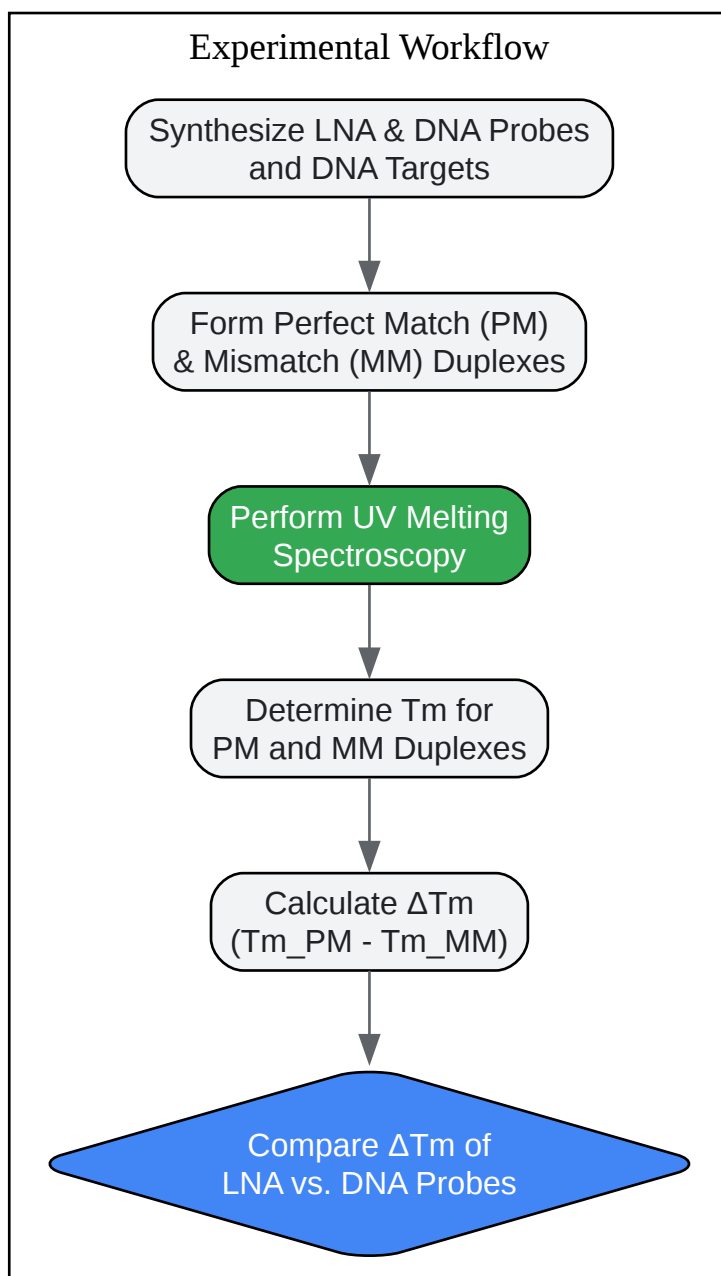 Experimental Workflow
Synthesize LNA & DNA Probes
and DNA Targets
Form Perfect Match (PM)
& Mismatch (MM) Duplexes
Perform UV Melting
Spectroscopy
Determine Tm for
PM and MM Duplexes
Calculate ΔTm
(Tm_PM - Tm_MM)
Compare ΔTm of
LNA vs. DNA Probes